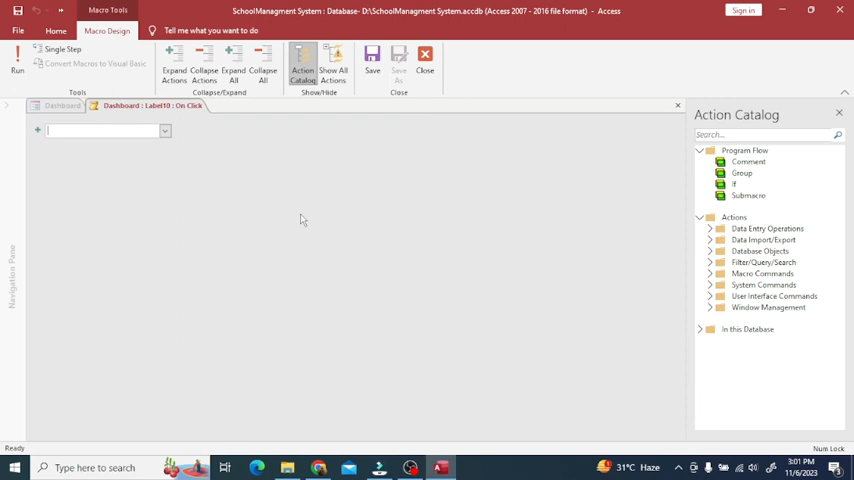 Macro Tools
SchoolManagment System : Database- D:\SchoolManagment System.accdb (Access 2007 - 2016 file format) - Access
Sign in
File
Home
Macro Design
Tell me what you want to do
Run
Single Step
Convert Macros to Visual Basic
Tools
Expand Actions
Collapse Actions
Expand All
Collapse All
Collapse/Expand
Action Catalog
Show All Actions
Show/Hide
Save
Save As
Close
Close
Dashboard
Dashboard : Label10 : On Click
Navigation Pane
Action Catalog
Search...
Program Flow
Comment
Group
If
Submacro
Actions
Data Entry Operations
Data Import/Export
Database Objects
Filter/Query/Search
Macro Commands
System Commands
User Interface Commands
Window Management
In this Database
Ready
Num Lock
Type here to search
31°C Haze
3:01 PM
11/6/2023
3